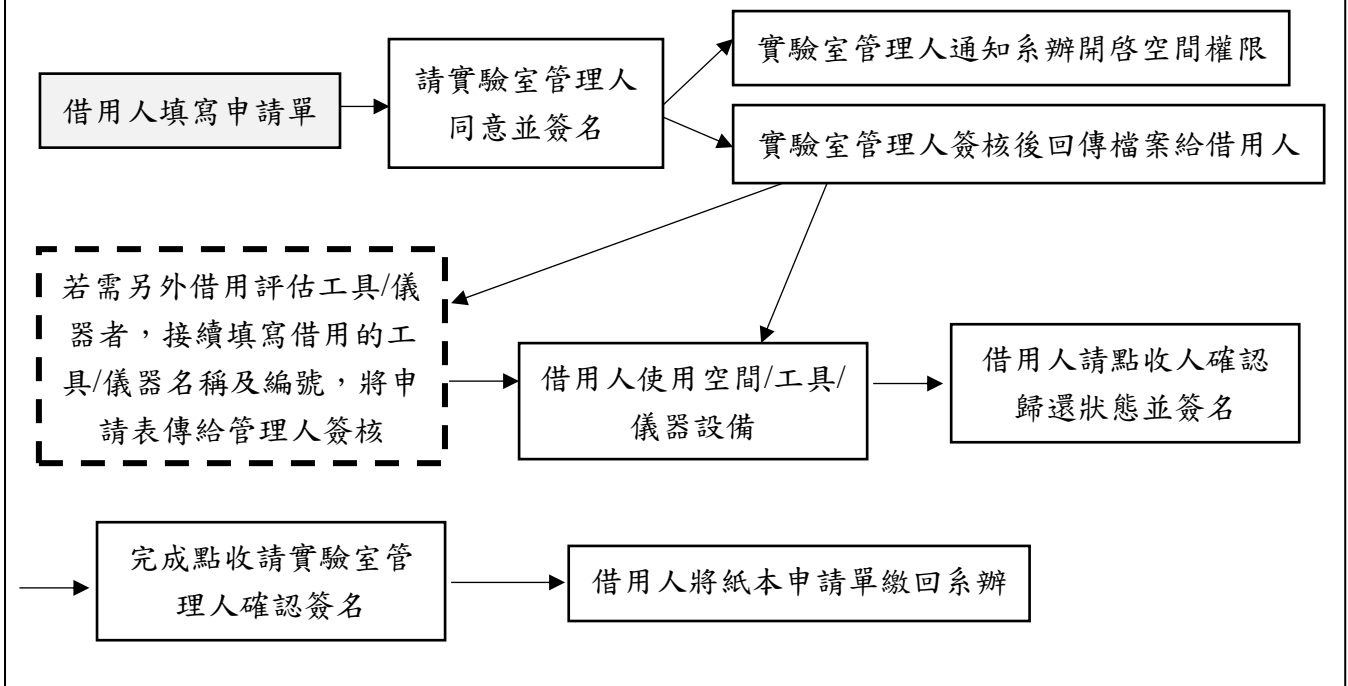 借用人填寫申請單
請實驗室管理人
同意並簽名
實驗室管理人通知系辦開啓空間權限
實驗室管理人簽核後回傳檔案給借用人
若需另外借用評估工具/儀
器者，接續填寫借用的工
具/儀器名稱及編號，將申
請表傳給管理人簽核
借用人使用空間/工具/
儀器設備
借用人請點收人確認
歸還狀態並簽名
完成點收請實驗室管
理人確認簽名
借用人將紙本申請單繳回系辦